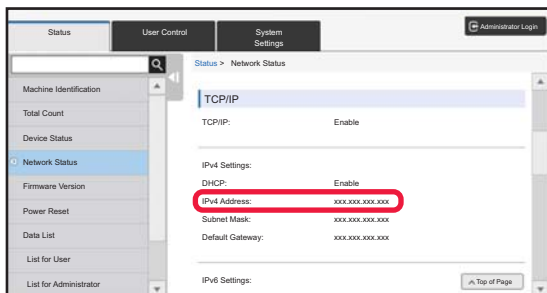 Status
User Control
System
Settings
Administrator Login
Status > Network Status
Machine Identification
Total Count
Device Status
Network Status
Firmware Version
Power Reset
Data List
List for User
List for Administrator
TCP/IP
TCP/IP: Enable
IPv4 Settings:
DHCP: Enable
IPv4 Address: xxx.xxx.xxx.xxx
Subnet Mask: xxx.xxx.xxx.xxx
Default Gateway: xxx.xxx.xxx.xxx
IPv6 Settings:
Top of Page